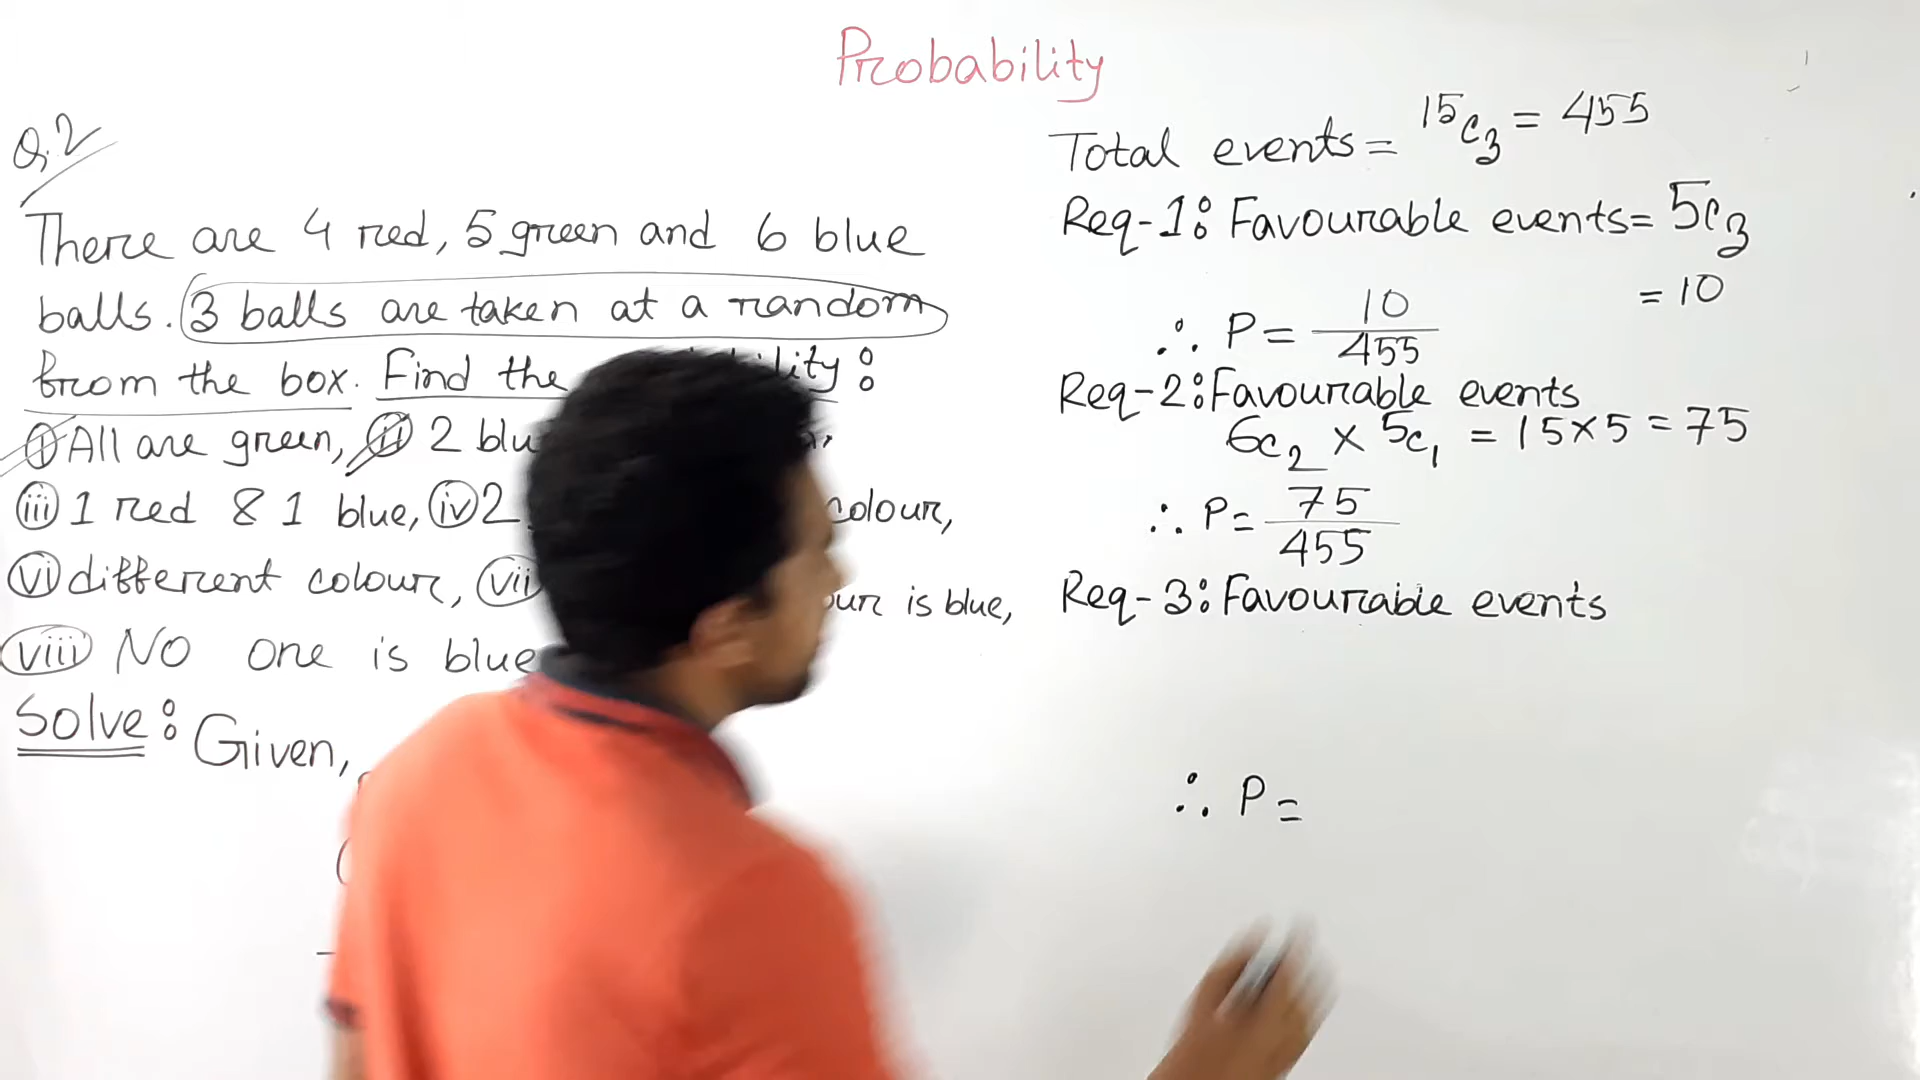 Probability
Q.2
There are 4 red, 5 green and 6 blue
balls. 3 balls are taken at a random
from the box. Find the
i All are green, ii 2
iii 1 red & 1 blue, iv 2 colour,
vi different colour, vii is blue,
viii No one is blue
Solve: Given,
Total events = 15c3 = 455
Req-1: Favourable events = 5c3
= 10
∴ P = 10/455
Req-2: Favourable events
6c2 × 5c1 = 15×5 = 75
∴ P = 75/455
Req-3: Favourable events
∴ P =